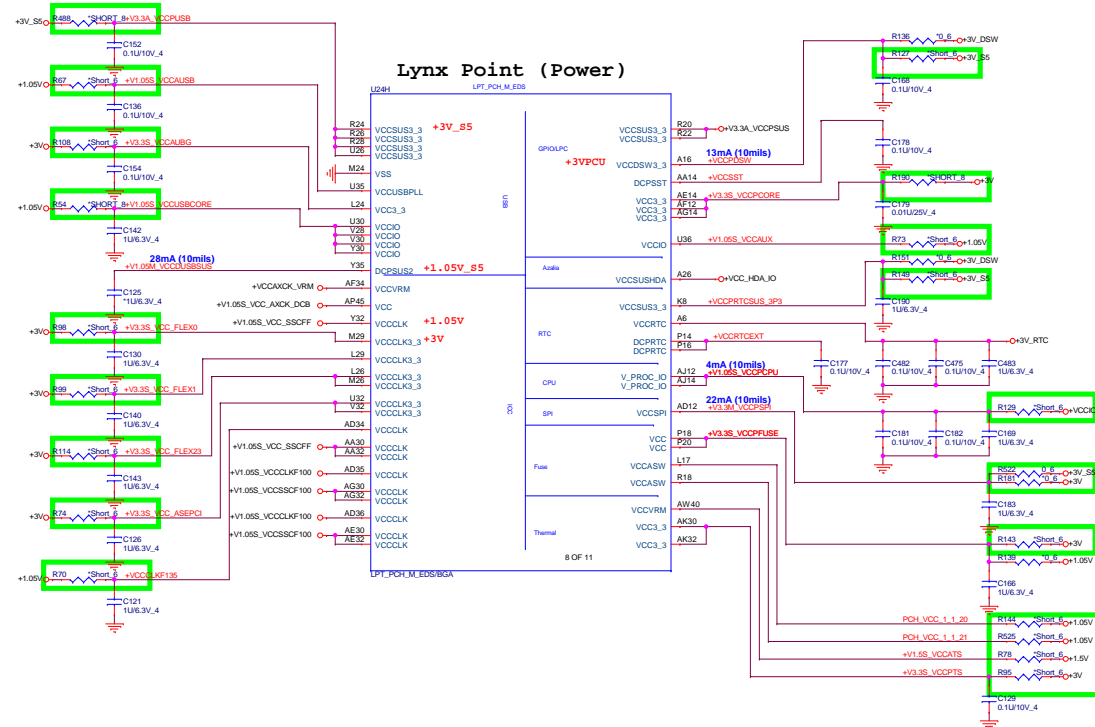 Lynx Point (Power)
U24H
LPT_PCH_M_EDS
+3V_S5 R488 *SHORT_8 +V3.3A_VCCPUSB
C152
0.1U/10V_4
+1.05V R67 *Short_6 +V1.05S_VCCAUSB
C136
0.1U/10V_4
+3V R108 *Short_6 +V3.3S_VCCAUBG
C154
0.1U/10V_4
+1.05V R54 *SHORT_8 +V1.05S_VCCUSBCORE
C142
1U/6.3V_4
28mA (10mils)
+V1.05M_VCCDUSBSUS
C125
*1U/6.3V_4
+3V R98 *Short_6 +V3.3S_VCC_FLEX0
C130
1U/6.3V_4
+3V R99 *Short_6 +V3.3S_VCC_FLEX1
C140
1U/6.3V_4
+3V R114 *Short_6 +V3.3S_VCC_FLEX23
C143
1U/6.3V_4
+3V R74 *Short_6 +V3.3S_VCC_ASEPCI
C126
1U/6.3V_4
+1.05V R70 *Short_6 +VCCCLKF135
C121
1U/6.3V_4
+VCCAXCK_VRM
+V1.05S_VCC_AXCK_DCB
+V1.05S_VCC_SSCFF
+V1.05S_VCC_SSCFF
+V1.05S_VCCCLKF100
+V1.05S_VCCSSCF100
+V1.05S_VCCCLKF100
+V1.05S_VCCSSCF100
R24 VCCSUS3_3
R26 VCCSUS3_3
R28 VCCSUS3_3
U26 VCCSUS3_3
M24 VSS
U35 VCCUSBPLL
L24 VCC3_3
U30 VCCIO
V28 VCCIO
V30 VCCIO
Y30 VCCIO
Y35 DCPSUS2
AF34 VCCVRM
AP45 VCC
Y32 VCCCLK
M29 VCCCLK3_3
L29 VCCCLK3_3
L26 VCCCLK3_3
M26 VCCCLK3_3
U32 VCCCLK3_3
V32 VCCCLK3_3
AD34 VCCCLK
AA30 VCCCLK
AA32 VCCCLK
AD35 VCCCLK
AG30 VCCCLK
AG32 VCCCLK
AD36 VCCCLK
AE30 VCCCLK
AE32 VCCCLK
+3V_S5
+1.05V_S5
+1.05V
+3V
USB
ICC
GPIO/LPC
+3VPCU
Azalia
RTC
CPU
SPI
Fuse
Thermal
8 OF 11
LPT_PCH_M_EDS/BGA
VCCSUS3_3 R20 +V3.3A_VCCPSUS
VCCSUS3_3 R22
13mA (10mils)
VCCDSW3_3 A16 +VCCPDSW
DCPSST AA14 +VCCSST
VCC3_3 AE14 +V3.3S_VCCPCORE
VCC3_3 AF12
VCC3_3 AG14
VCCIO U36 +V1.05S_VCCAUX
VCCSUSHDA A26 +VCC_HDA_IO
VCCSUS3_3 K8 +VCCPRTCSUS_3P3
VCCRTC A6
DCPRTC P14 +VCCRTCEXT
DCPRTC P16
4mA (10mils)
V_PROC_IO AJ12 +V1.05S_VCCPCPU
V_PROC_IO AJ14
22mA (10mils)
VCCSPI AD12 +V3.3M_VCCPSPI
VCC P18 +V3.3S_VCCPFUSE
VCC P20
VCCASW L17
VCCASW R18
VCCVRM AW40
VCC3_3 AK30
VCC3_3 AK32
R136 *0_6 +3V_DSW
R127 *Short_6 +3V_S5
C168
0.1U/10V_4
C178
0.1U/10V_4
R190 *SHORT_8 +3V
C179
0.01U/25V_4
R73 *Short_6 +1.05V
R151 *0_6 +3V_DSW
R149 *Short_6 +3V_S5
C190
1U/6.3V_4
+3V_RTC
C177
0.1U/10V_4
C482
0.1U/10V_4
C475
0.1U/10V_4
C483
1U/6.3V_4
R129 *Short_6
C181
0.1U/10V_4
C182
0.1U/10V_4
C169
1U/6.3V_4
R522 *0_6 +3V_S5
R181 *0_6 +3V
C183
1U/6.3V_4
R143 *Short_6 +3V
R139 *0_6 +1.05V
C166
1U/6.3V_4
PCH_VCC_1_1_20 R144 *Short_6 +1.05V
PCH_VCC_1_1_21 R525 *Short_6 +1.05V
+V1.5S_VCCATS R78 *Short_6 +1.5V
+V3.3S_VCCPTS R95 *Short_6 +3V
C129
0.1U/10V_4